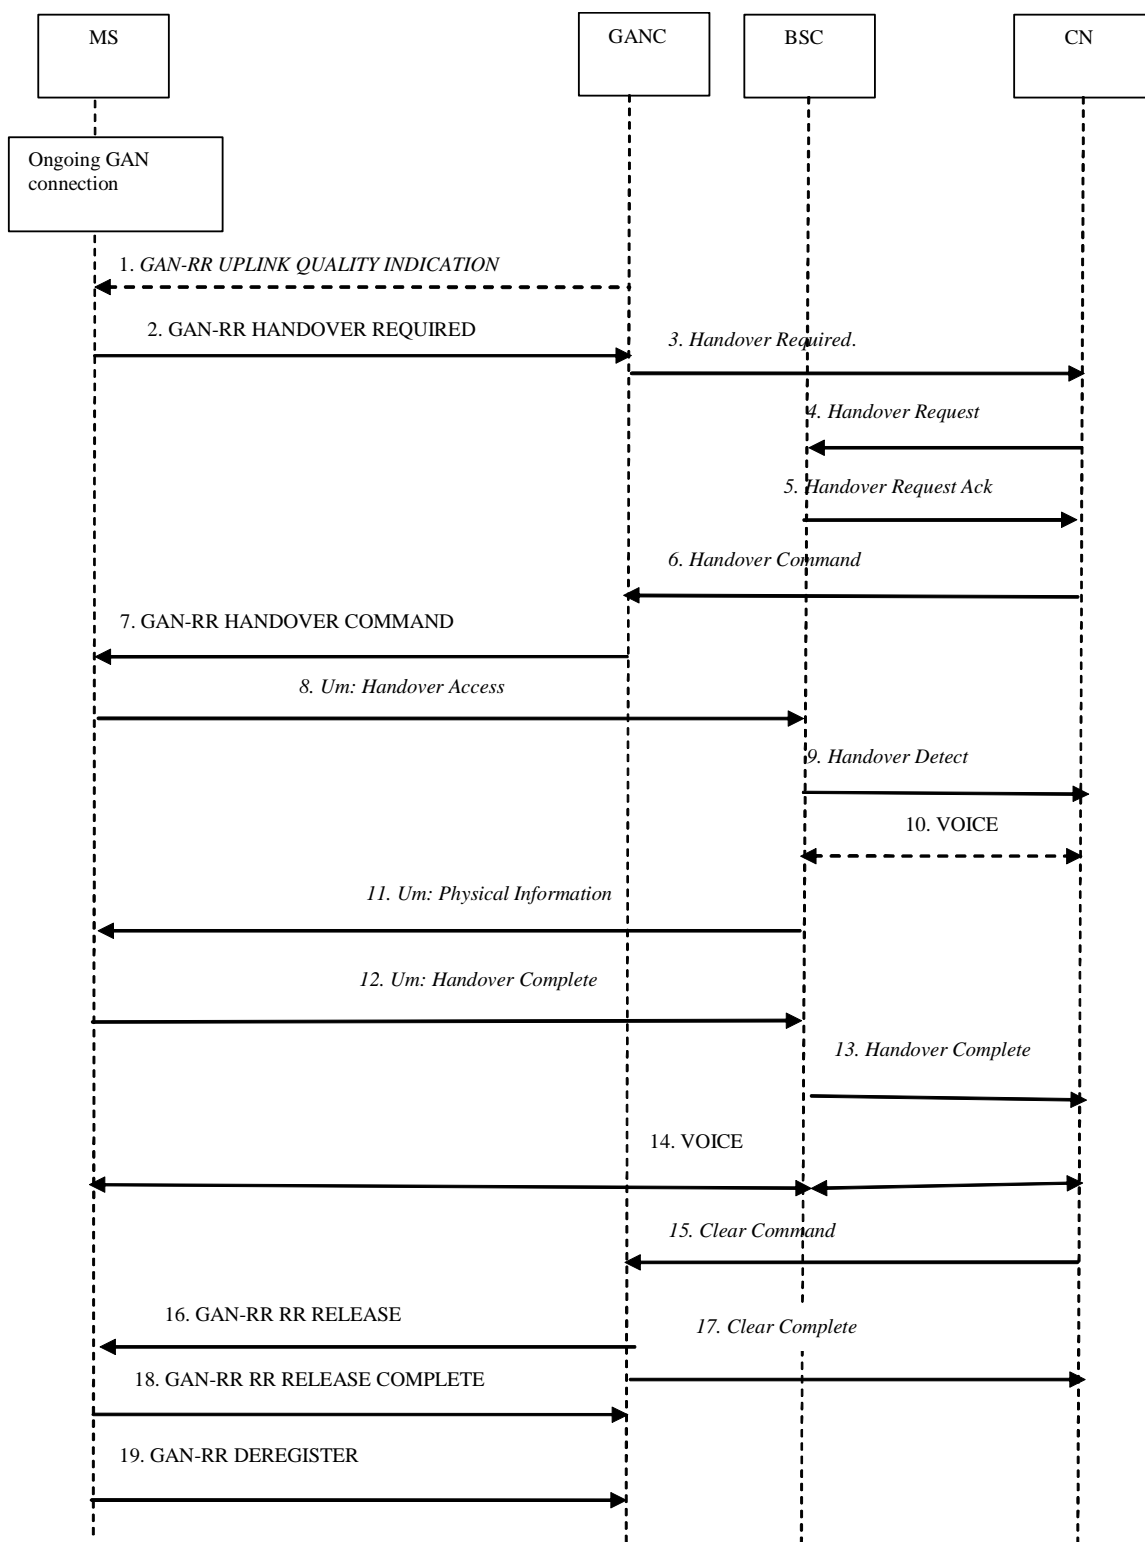 MS
GANC
BSC
CN
Ongoing GAN
connection
1. GAN-RR UPLINK QUALITY INDICATION
2. GAN-RR HANDOVER REQUIRED
3. Handover Required.
4. Handover Request
5. Handover Request Ack
6. Handover Command
7. GAN-RR HANDOVER COMMAND
8. Um: Handover Access
9. Handover Detect
10. VOICE
11. Um: Physical Information
12. Um: Handover Complete
13. Handover Complete
14. VOICE
15. Clear Command
16. GAN-RR RR RELEASE
17. Clear Complete
18. GAN-RR RR RELEASE COMPLETE
19. GAN-RR DEREGISTER